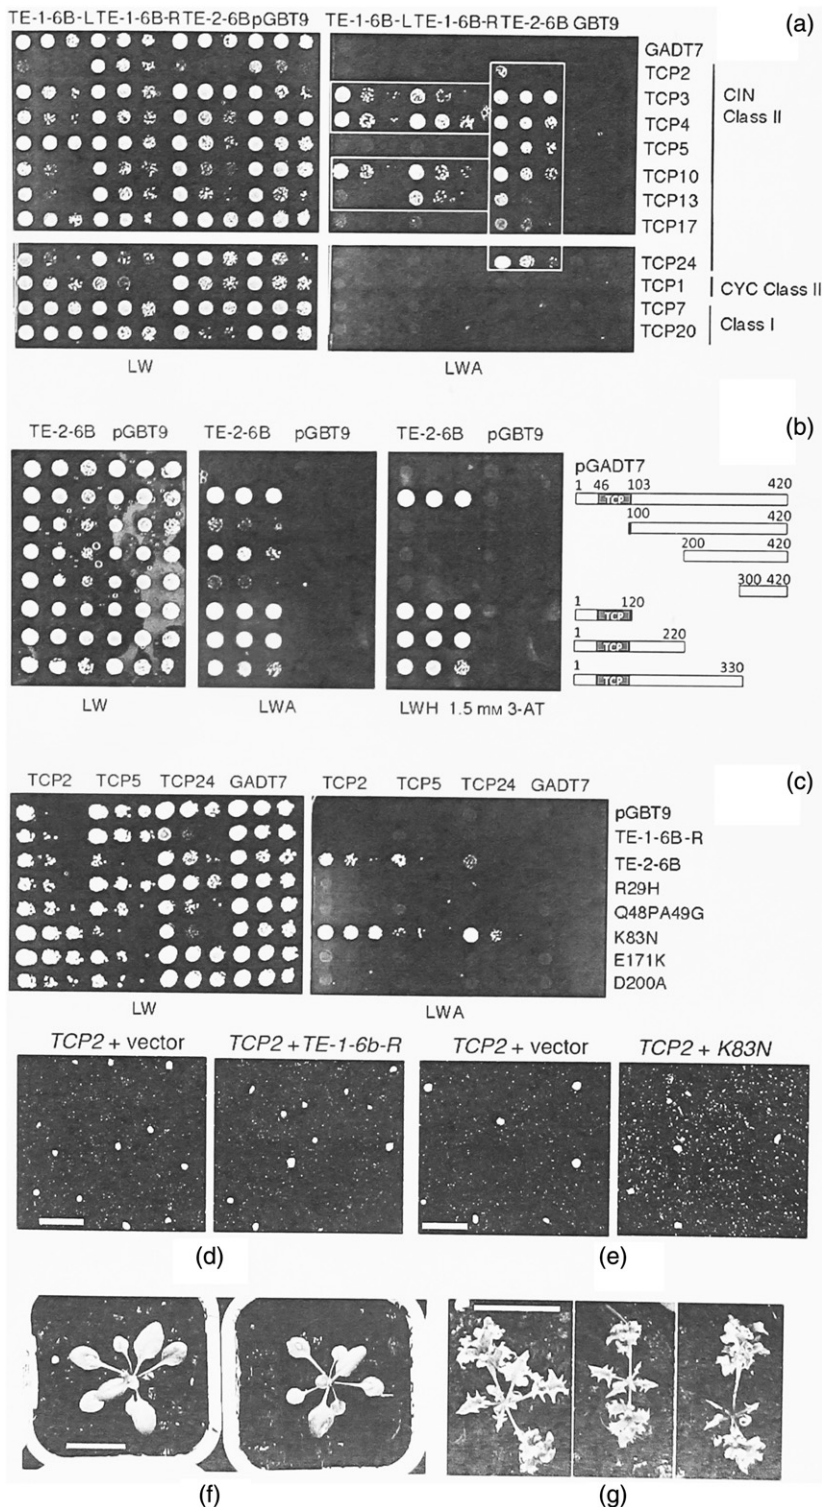 TE-1-6B-L TE-1-6B-R TE-2-6B pGBT9 TE-1-6B-L TE-1-6B-R TE-2-6B GBT9 (a)
GADT7
TCP2
TCP3 CIN
TCP4 Class II
TCP5
TCP10
TCP13
TCP17
TCP24
TCP1 CYC Class II
TCP7
TCP20 Class I
LW LWA
(b)
TE-2-6B pGBT9 TE-2-6B pGBT9 TE-2-6B pGBT9
pGADT7
1 46 103 420
TCP
100 420
200 420
300 420
1 120
TCP
1 220
TCP
1 330
TCP
LW LWA LWH 1.5 mM 3-AT
(c)
TCP2 TCP5 TCP24 GADT7 TCP2 TCP5 TCP24 GADT7
pGBT9
TE-1-6B-R
TE-2-6B
R29H
Q48PA49G
K83N
E171K
D200A
LW LWA
TCP2 + vector TCP2 + TE-1-6b-R TCP2 + vector TCP2 + K83N
(d) (e)
(f) (g)